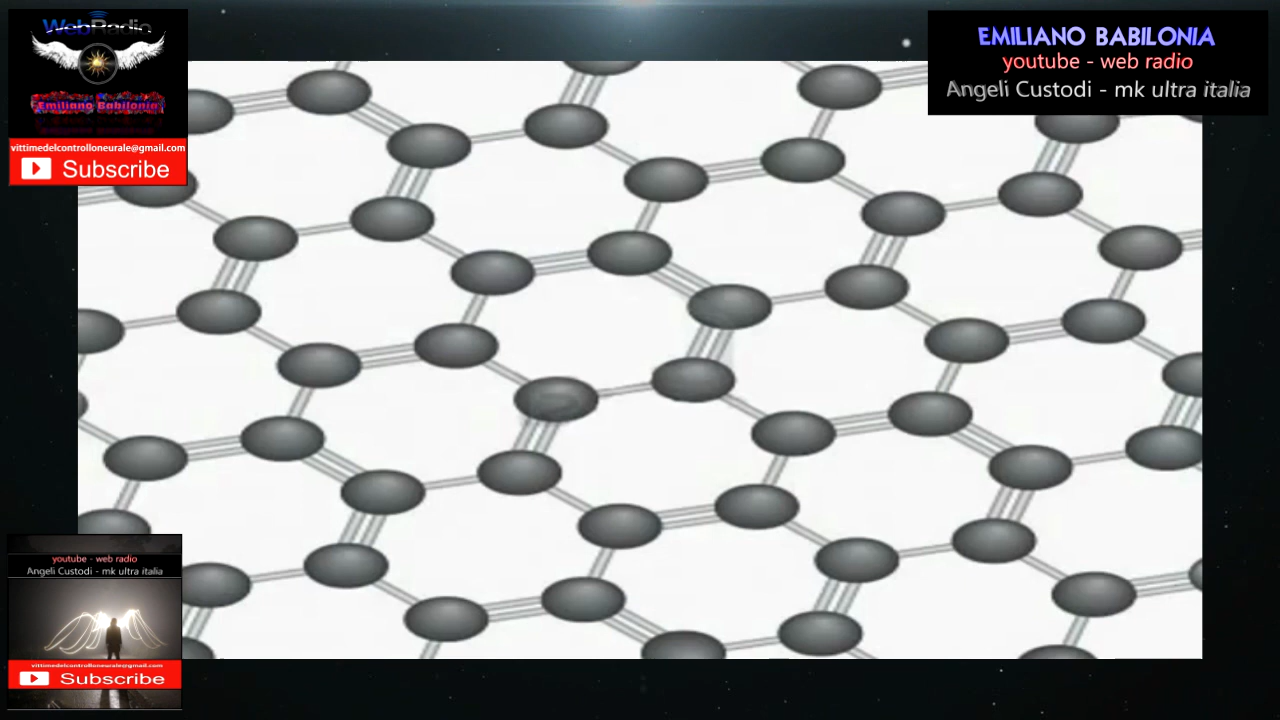 WebRadio
Emiliano Babilonia
vittimedelcontrolloneurale@gmail.com
Subscribe
EMILIANO BABILONIA
youtube - web radio
Angeli Custodi - mk ultra italia
youtube - web radio
Angeli Custodi - mk ultra italia
vittimedelcontrolloneurale@gmail.com
Subscribe